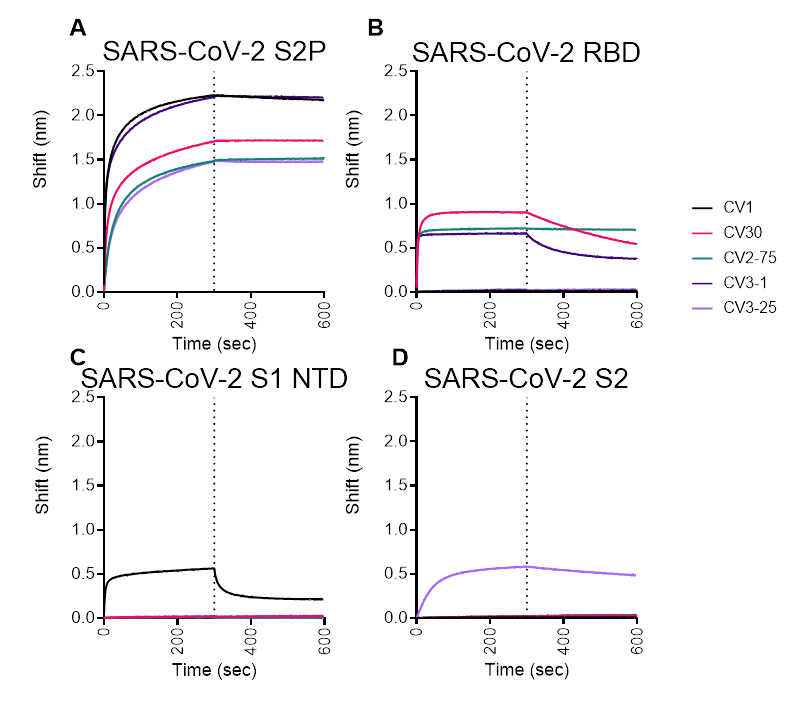 A
SARS-CoV-2 S2P
2.5
2.0
1.5
1.0
0.5
0.0
Shift (nm)
0
200
400
600
Time (sec)
B
SARS-CoV-2 RBD
2.5
2.0
1.5
1.0
0.5
0.0
Shift (nm)
0
200
400
600
Time (sec)
CV1
CV30
CV2-75
CV3-1
CV3-25
C
SARS-CoV-2 S1 NTD
2.5
2.0
1.5
1.0
0.5
0.0
Shift (nm)
0
200
400
600
Time (sec)
D
SARS-CoV-2 S2
2.5
2.0
1.5
1.0
0.5
0.0
Shift (nm)
0
200
400
600
Time (sec)